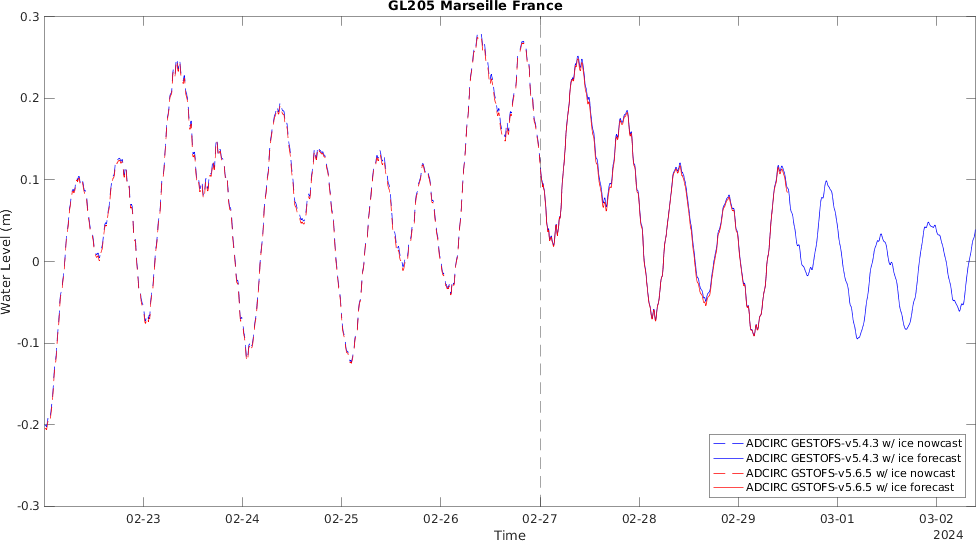 GL205 Marseille France
0.3
0.2
0.1
0
-0.1
-0.2
-0.3
Water Level (m)
ADCIRC GESTOFS-v5.4.3 w/ ice nowcast
ADCIRC GESTOFS-v5.4.3 w/ ice forecast
ADCIRC GSTOFS-v5.6.5 w/ ice nowcast
ADCIRC GSTOFS-v5.6.5 w/ ice forecast
02-23 02-24 02-25 02-26 02-27 02-28 02-29 03-01 03-02
Time
2024